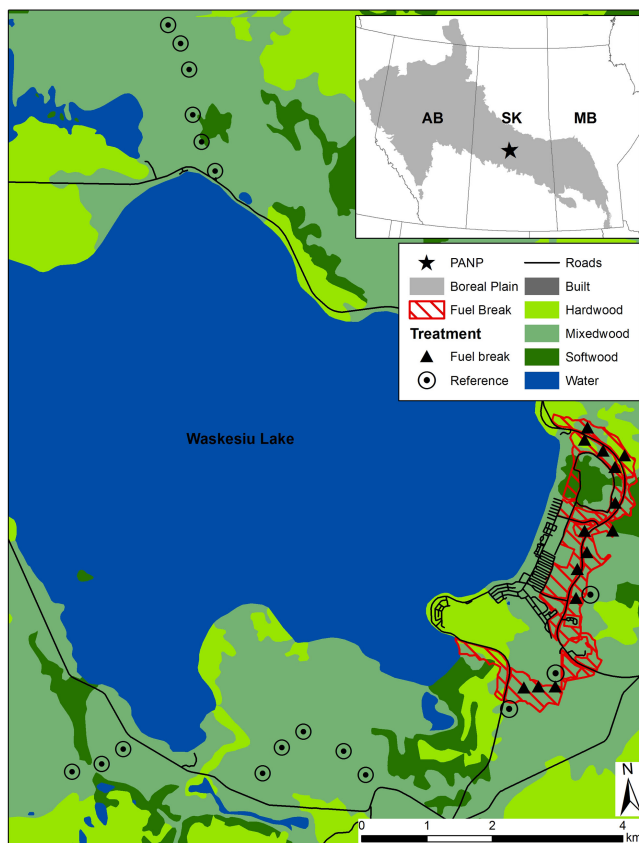 AB
SK
MB
PANP
Roads
Boreal Plain
Built
Fuel Break
Hardwood
Treatment
Mixedwood
Fuel break
Softwood
Reference
Water
Waskesiu Lake
N
0 1 2 4
km